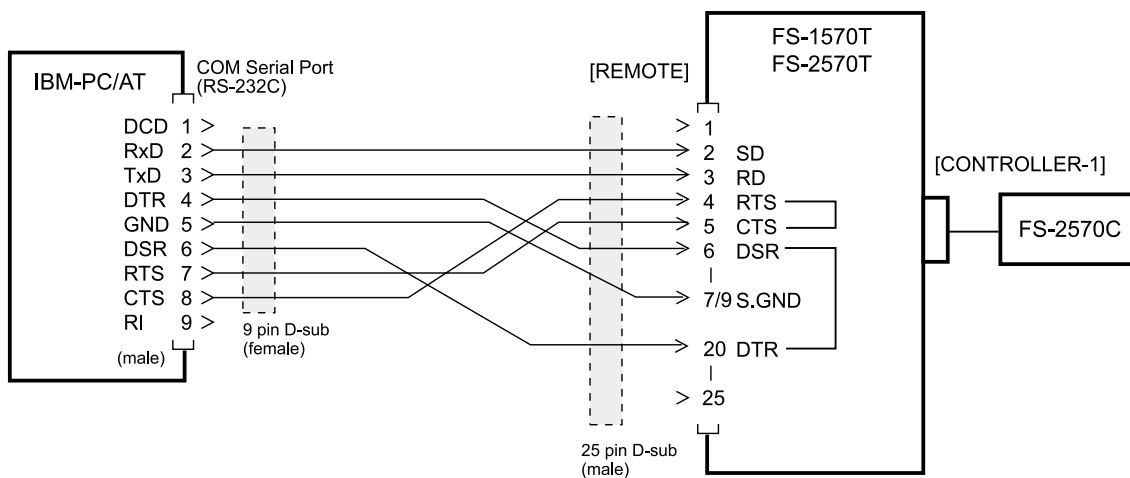 FS-1570T
FS-2570T
IBM-PC/AT
COM Serial Port
(RS-232C)
[REMOTE]
DCD 1
RxD 2
TxD 3
DTR 4
GND 5
DSR 6
RTS 7
CTS 8
RI 9
(male)
9 pin D-sub
(female)
1
2 SD
3 RD
4 RTS
5 CTS
6 DSR
7/9 S.GND
20 DTR
25
25 pin D-sub
(male)
[CONTROLLER-1]
FS-2570C